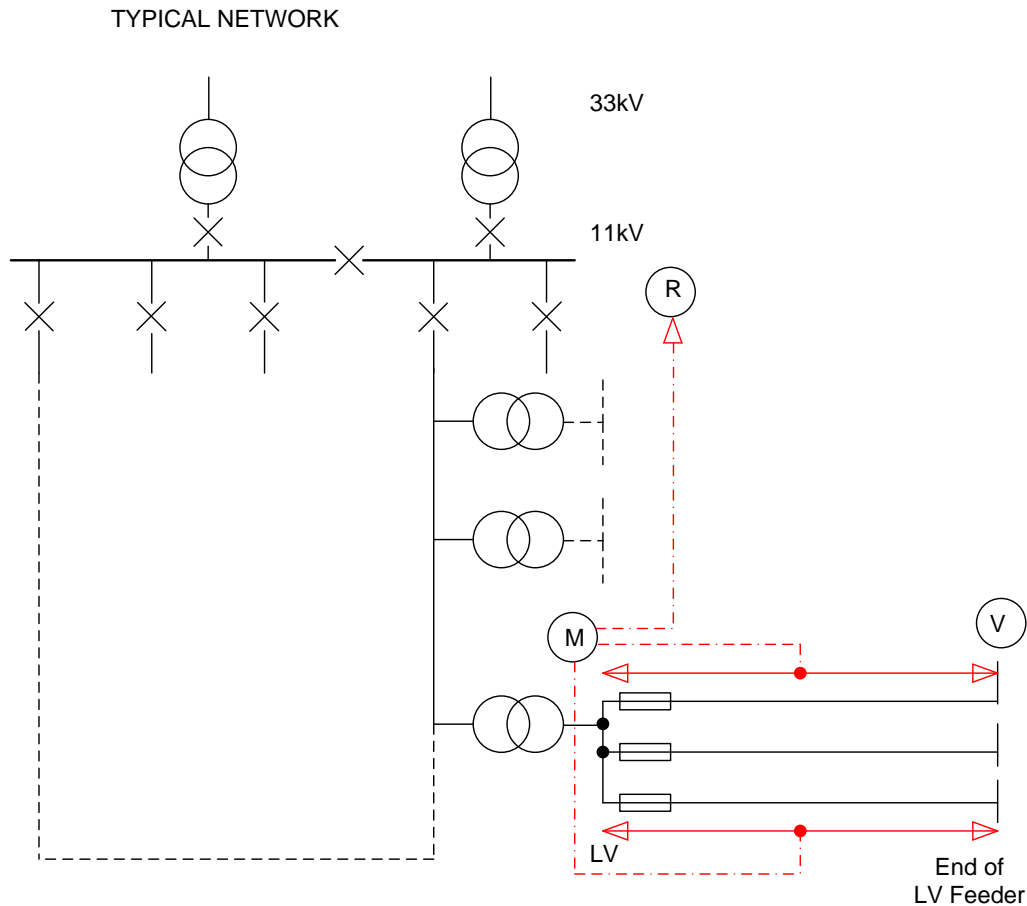 TYPICAL NETWORK
33kV
11kV
R
M
V
LV
End of
LV Feeder